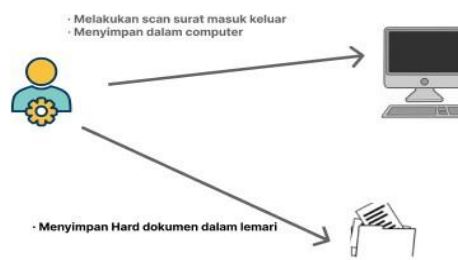 · Melakukan scan surat masuk keluar
· Menyimpan dalam computer
· Menyimpan Hard dokumen dalam lemari